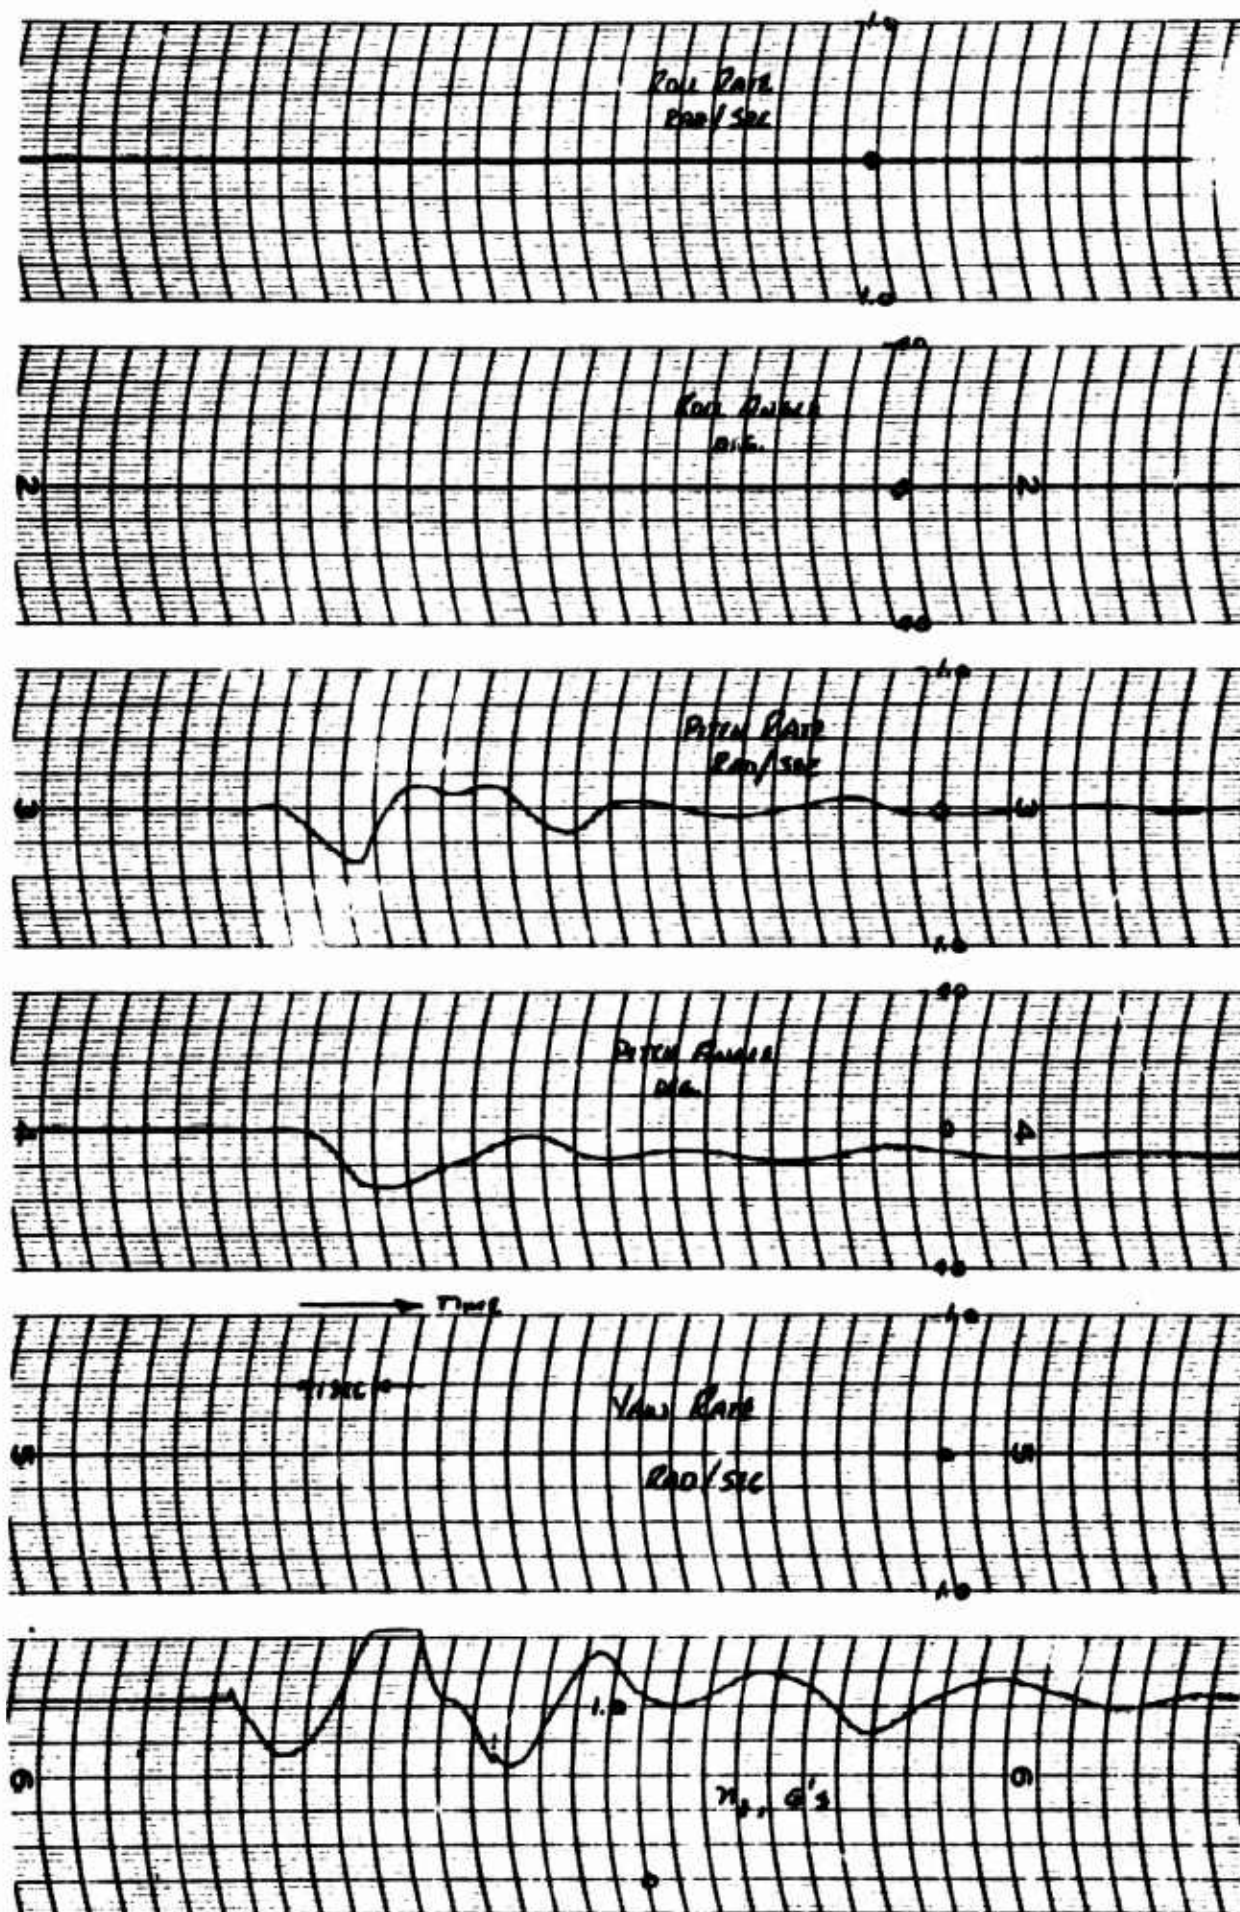 1.0
ROLL RATE
RAD/SEC
0
1.0
40
ROLL ANGLE
DEG.
2 0 2
40
1.0
PITCH RATE
RAD/SEC
3 0 3
1.0
40
PITCH ANGLE
DEG.
4 0 4
40
TIME
1.0
1 SEC
YAW RATE
5 0 5
RAD/SEC
1.0
1.0
6 6
G's
0